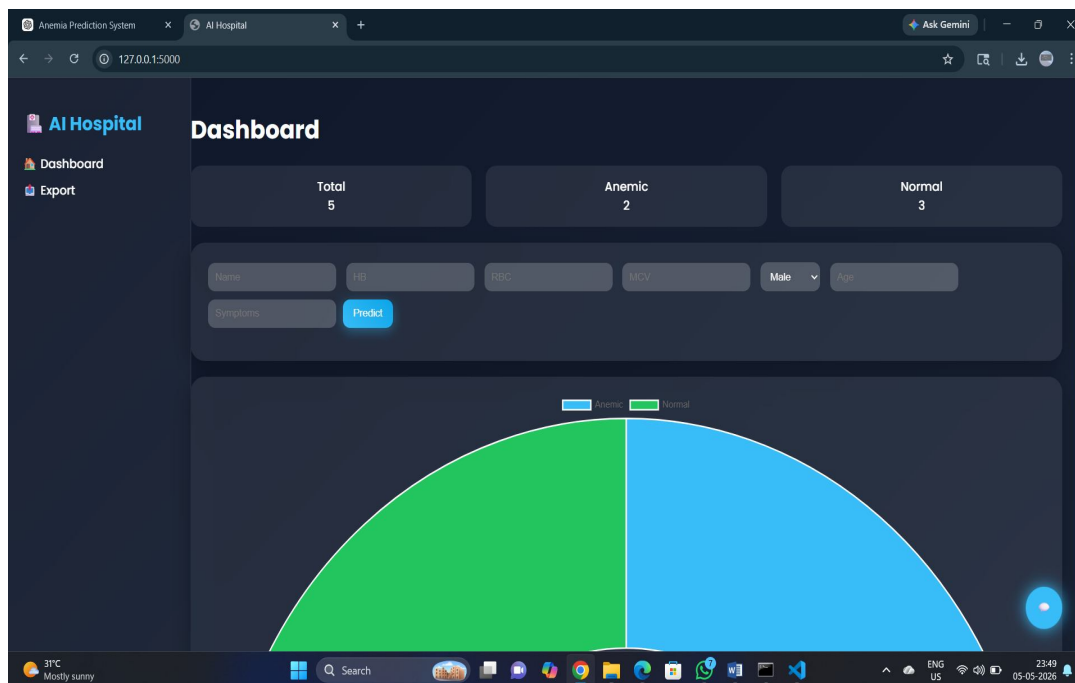 Anemia Prediction System
AI Hospital
Ask Gemini
127.0.0.1:5000
AI Hospital
Dashboard
Export
Dashboard
Total
5
Anemic
2
Normal
3
Name
HB
RBC
MCV
Male
Age
Symptoms
Predict
Anemic
Normal
31°C
Mostly sunny
Search
7
ENG
US
23:49
05-05-2026